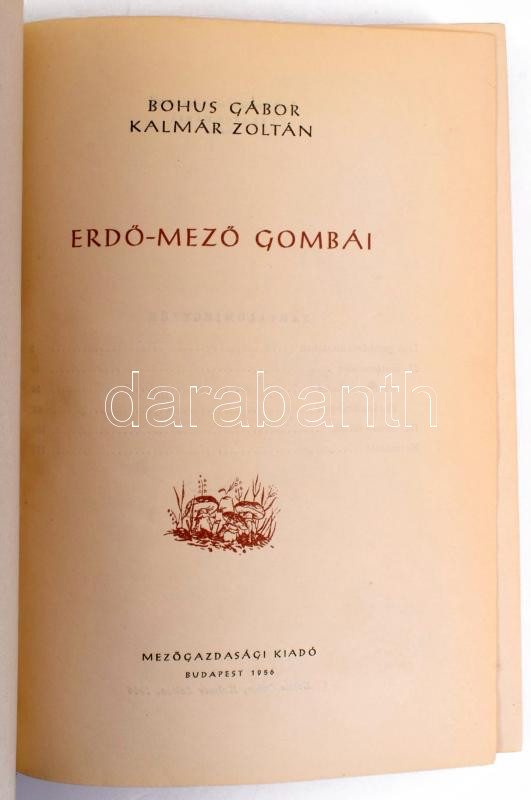 BOHUS GÁBOR
KALMÁR ZOLTÁN
ERDŐ-MEZŐ GOMBÁI
darabanth
MEZŐGAZDASÁGI KIADÓ
BUDAPEST 1956